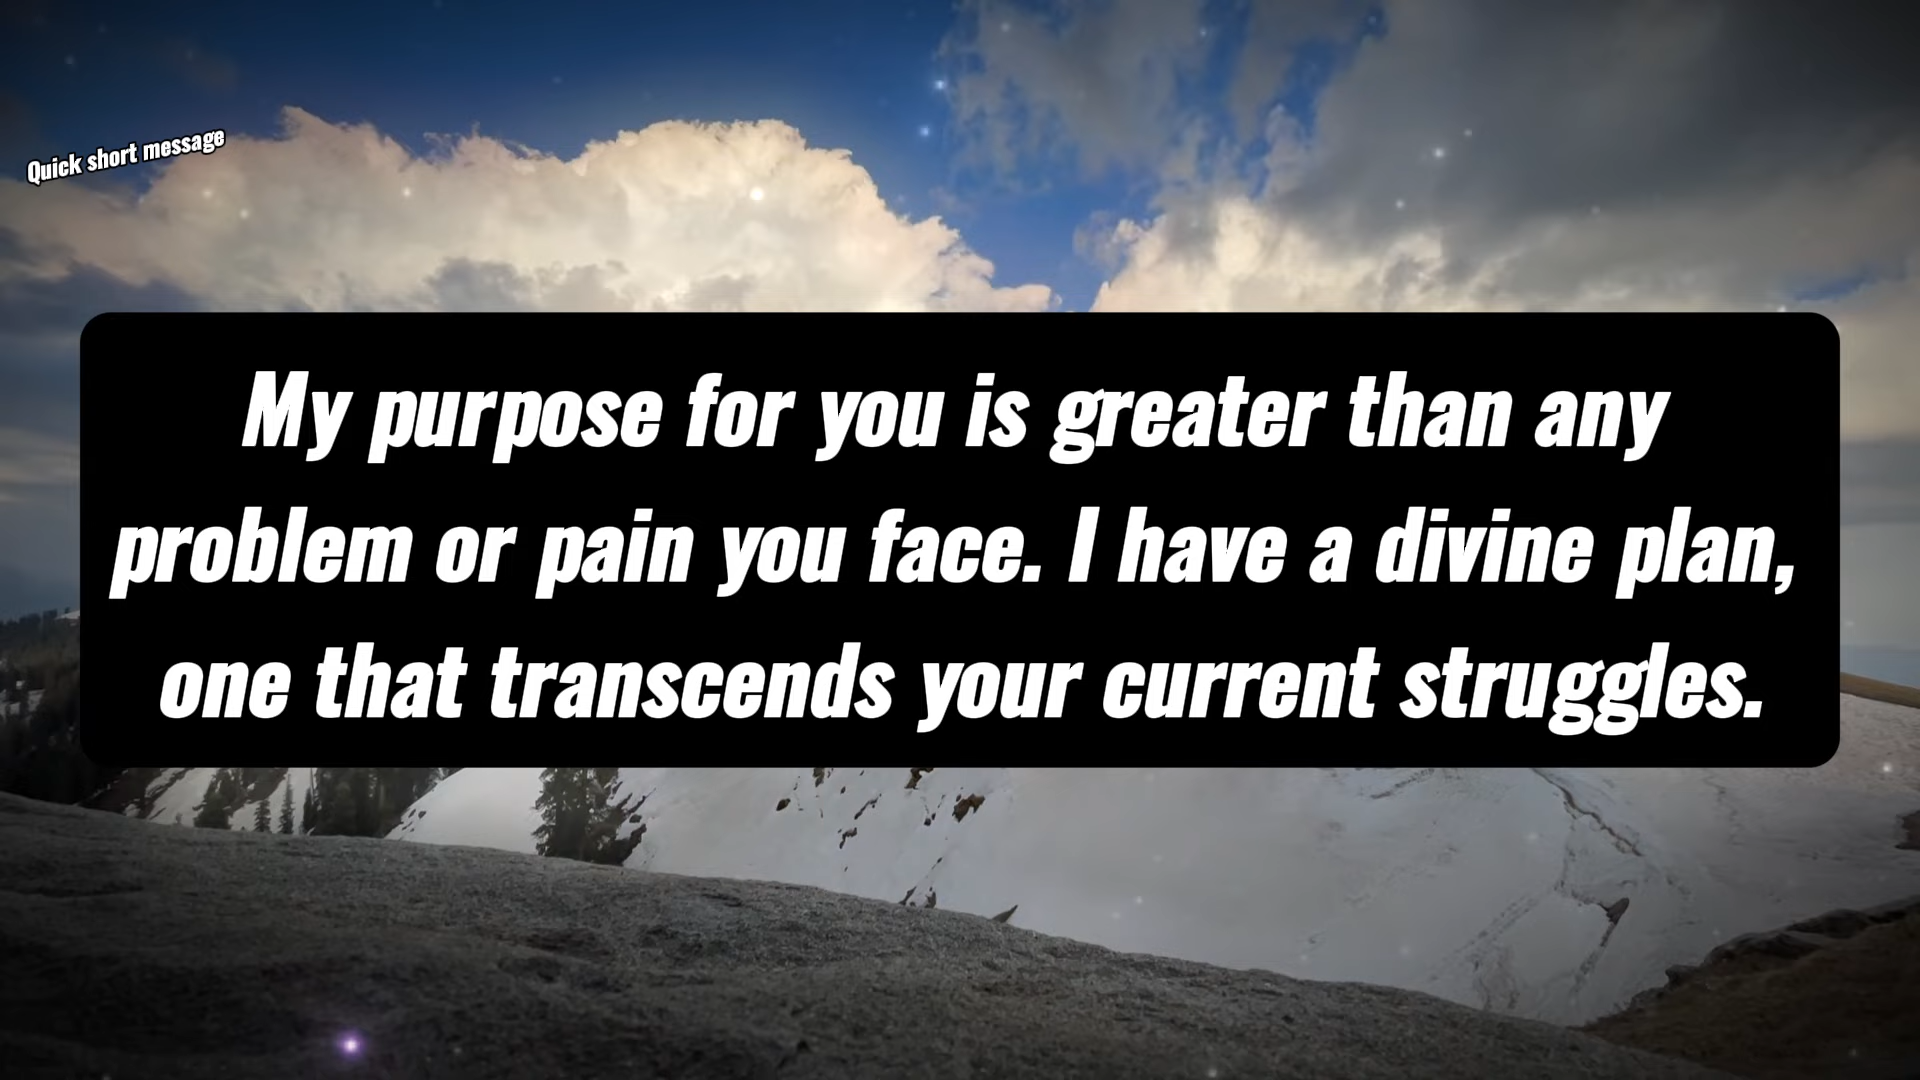 Quick short message
My purpose for you is greater than any
problem or pain you face. I have a divine plan,
one that transcends your current struggles.